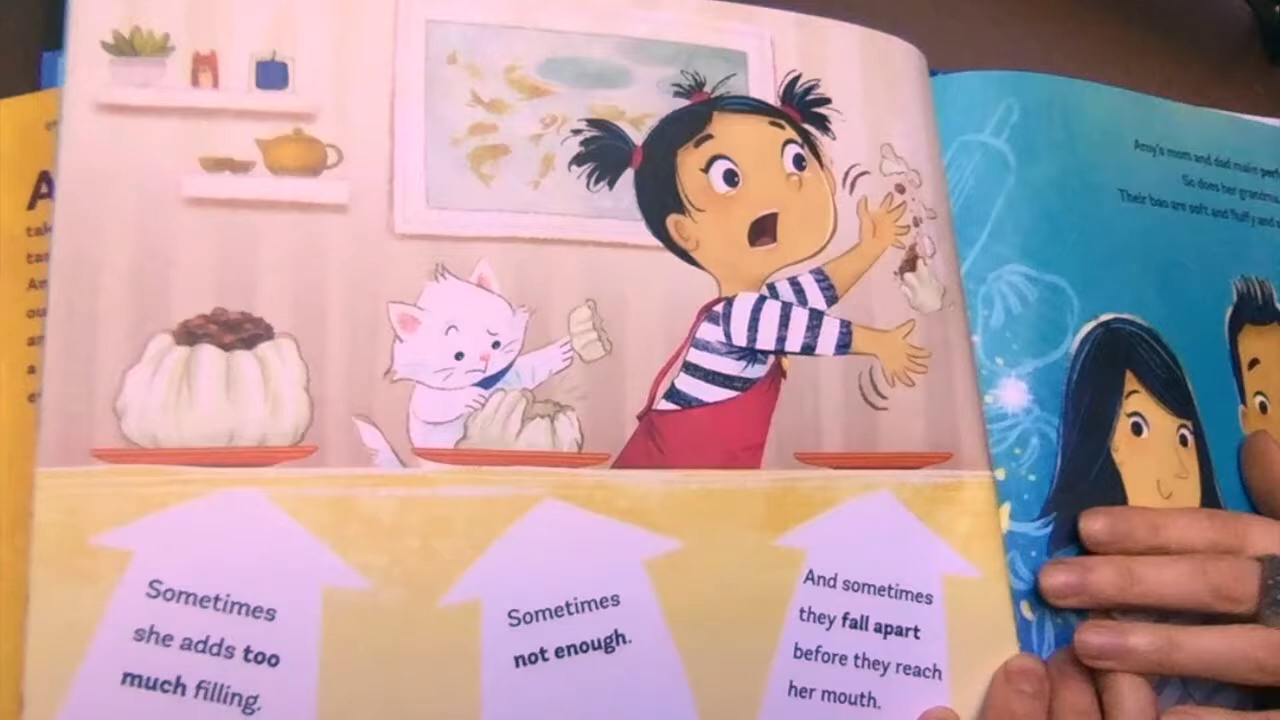 A
Sometimes
she adds too
much filling.
Sometimes
not enough.
And sometimes
they fall apart
before they reach
her mouth.
Amy's mom and dad make
So does her grandma
Their bao are soft and fluffy and